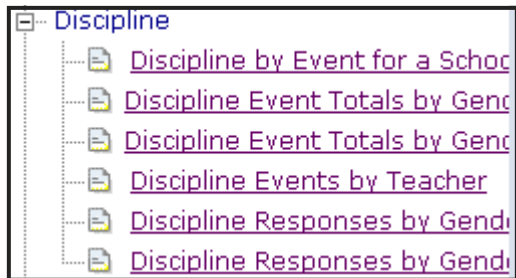 Discipline
Discipline by Event for a Schoo
Discipline Event Totals by Gend
Discipline Event Totals by Gend
Discipline Events by Teacher
Discipline Responses by Gend
Discipline Responses by Gend